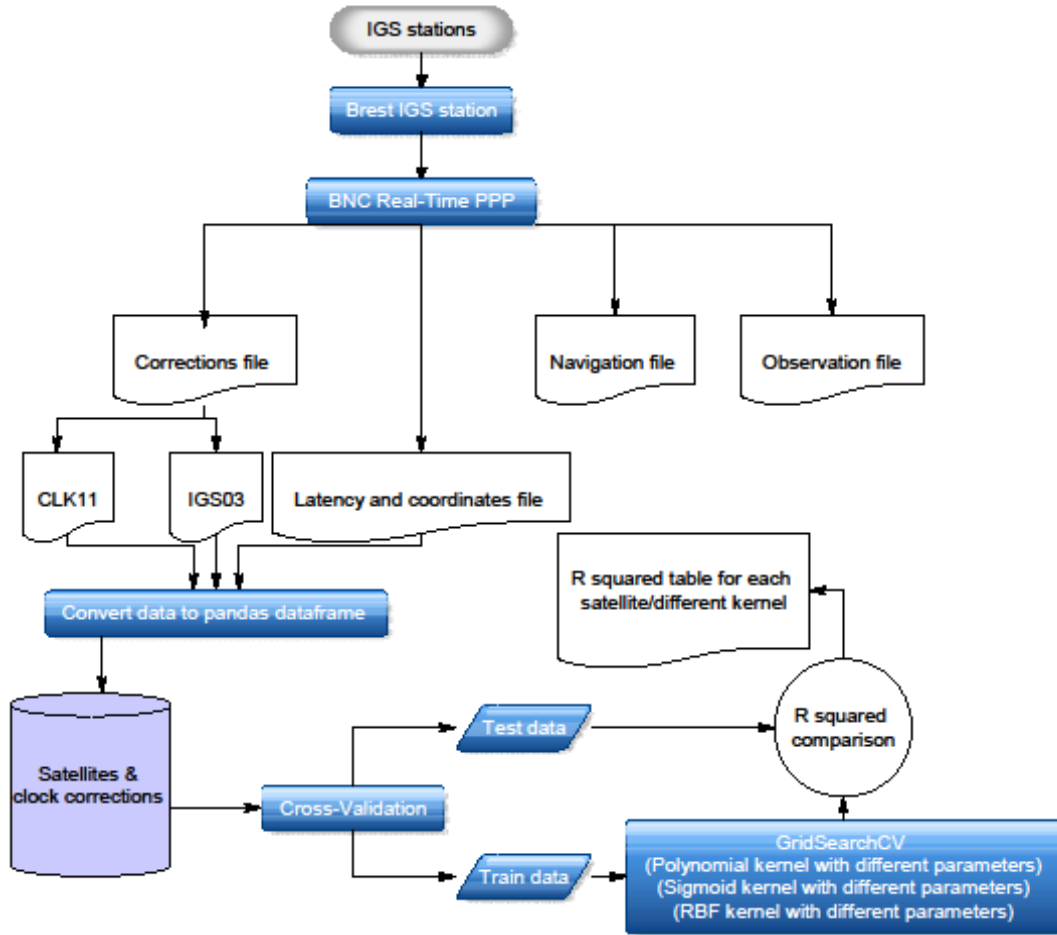 IGS stations
Brest IGS station
BNC Real-Time PPP
Corrections file
Navigation file
Observation file
CLK11
IGS03
Latency and coordinates file
Convert data to pandas dataframe
R squared table for each
satellite/different kernel
Satellites &
clock corrections
Cross-Validation
Test data
Train data
R squared
comparison
GridSearchCV
(Polynomial kernel with different parameters)
(Sigmoid kernel with different parameters)
(RBF kernel with different parameters)